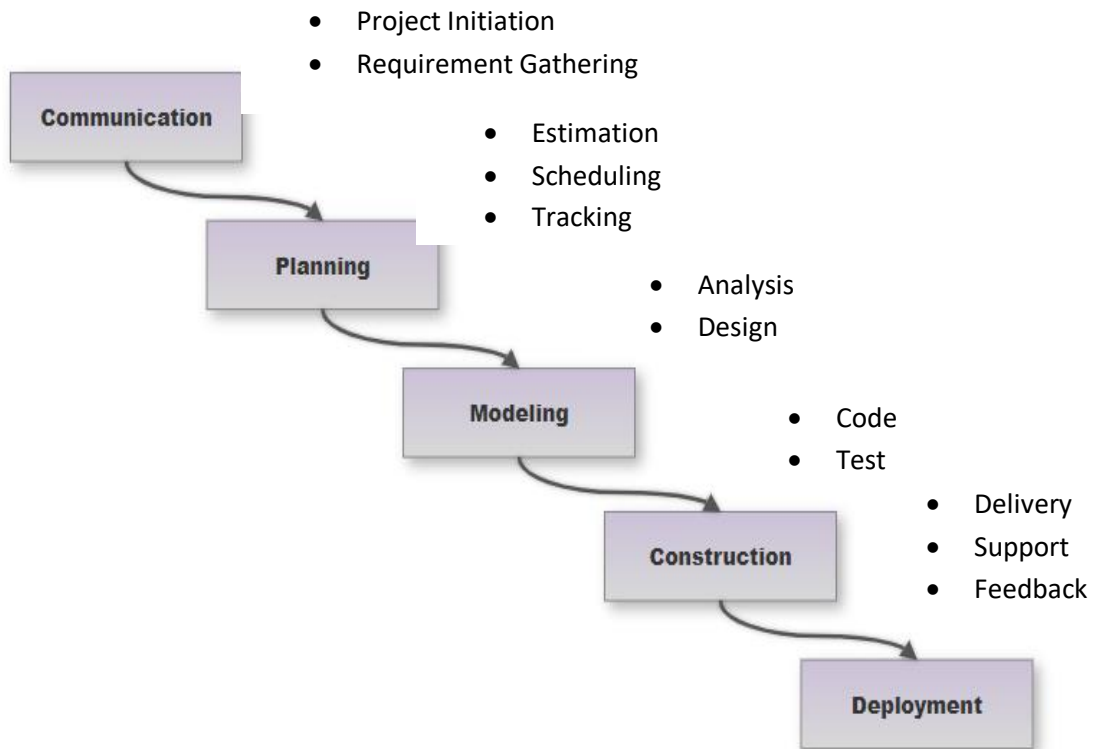 • Project Initiation
• Requirement Gathering
Communication
• Estimation
• Scheduling
• Tracking
Planning
• Analysis
• Design
Modeling
• Code
• Test
Construction
• Delivery
• Support
• Feedback
Deployment